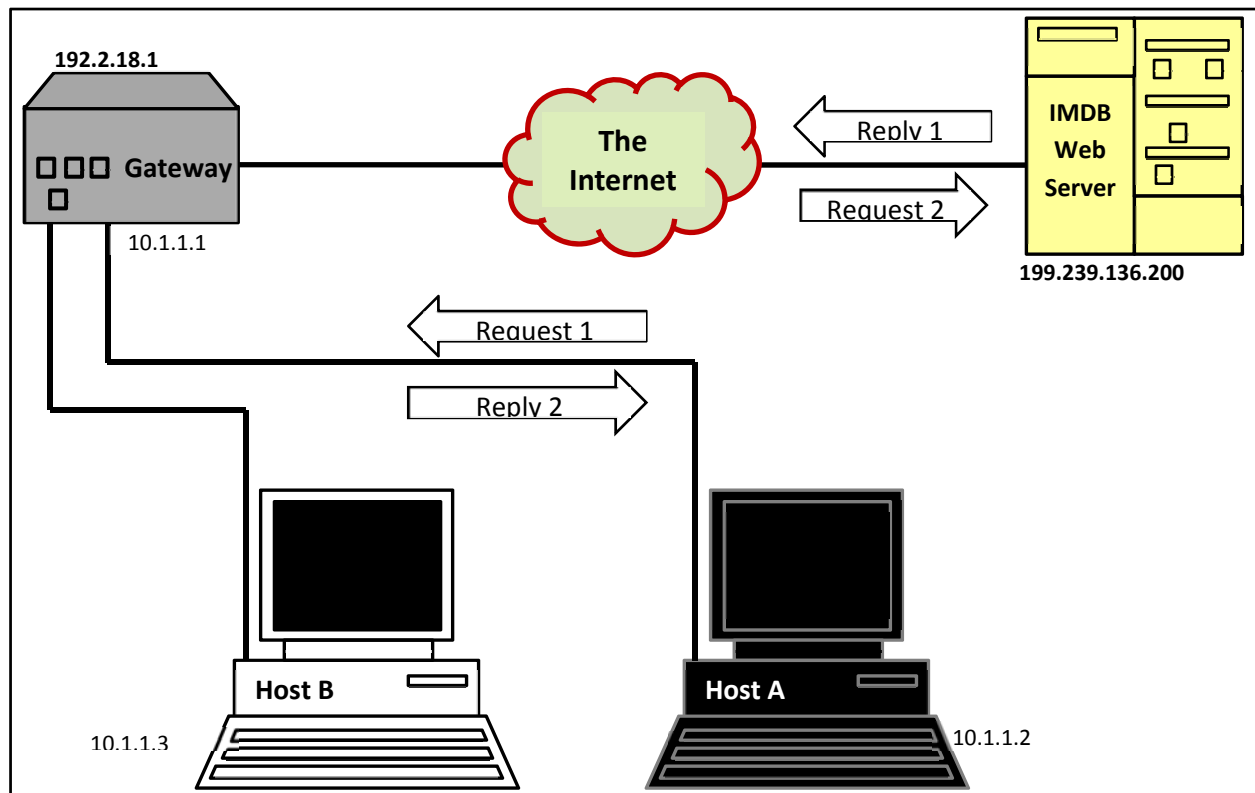 192.2.18.1
Gateway
10.1.1.1
The
Internet
Reply 1
Request 2
IMDB
Web
Server
199.239.136.200
Request 1
Reply 2
Host B
10.1.1.3
Host A
10.1.1.2